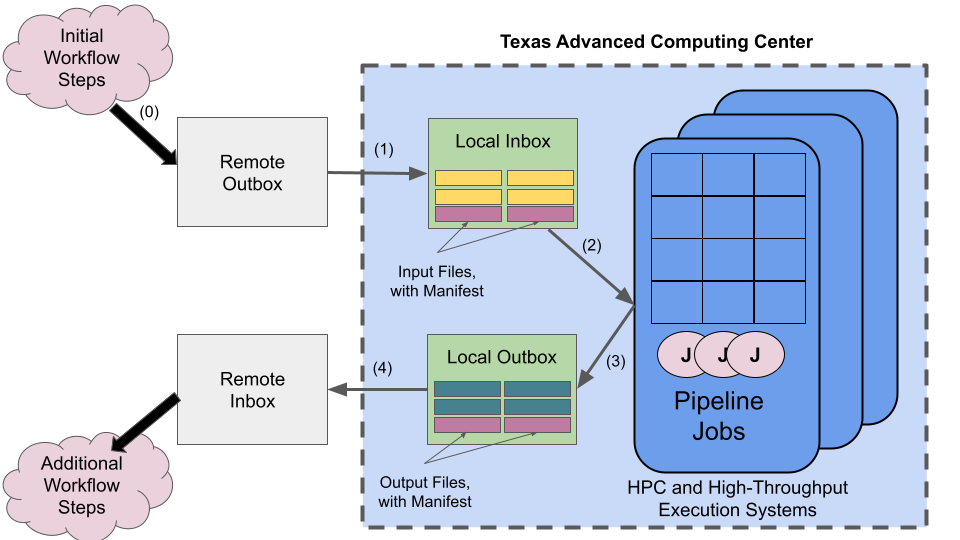 Initial
Workflow
Steps
(0)
Texas Advanced Computing Center
Remote
Outbox
(1)
Local Inbox
(2)
Input Files,
with Manifest
Remote
Inbox
(4)
Local Outbox
(3)
J J J
Pipeline
Jobs
Additional
Workflow
Steps
Output Files,
with Manifest
HPC and High-Throughput
Execution Systems